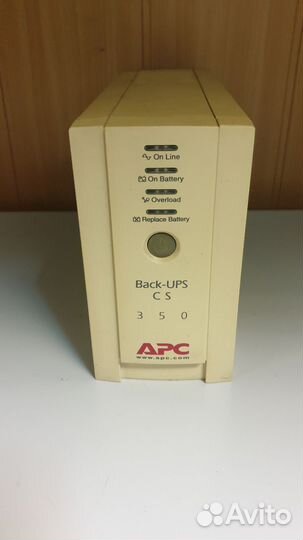 On Line
On Battery
Overload
Replace Battery
Back-UPS
CS
350
APC
www.apc.com
Avito